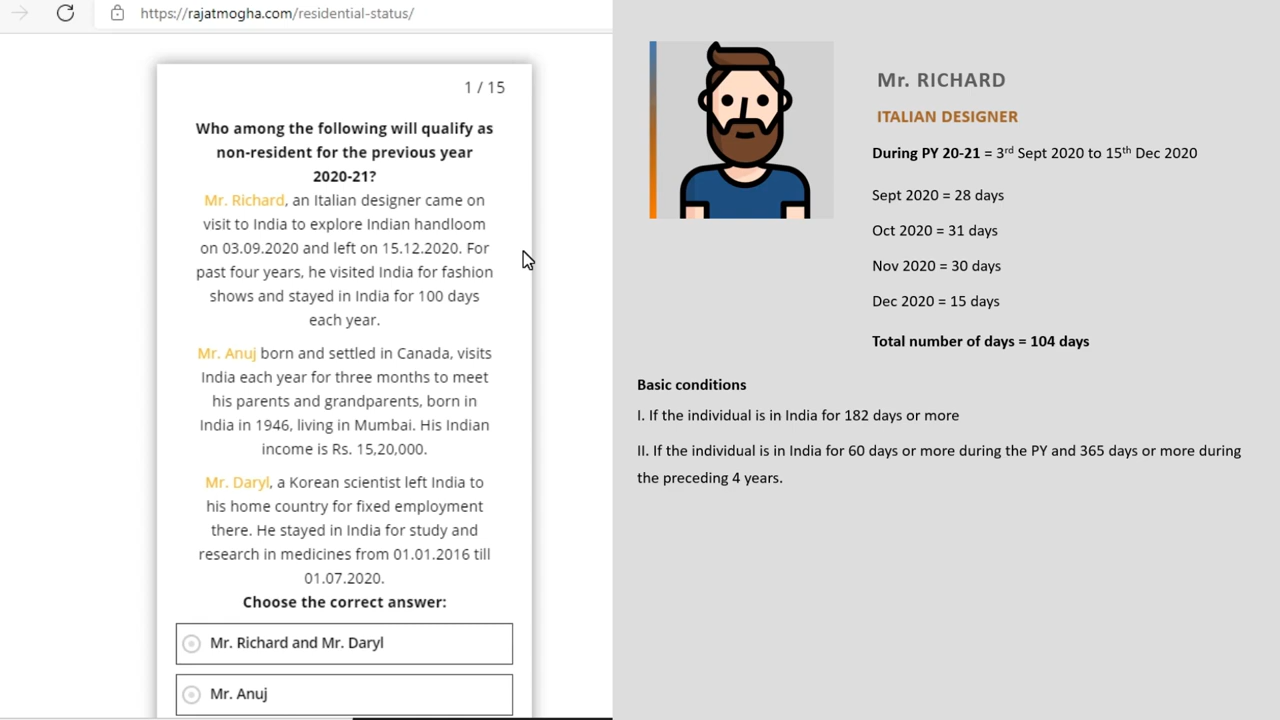 https://rajatmogha.com/residential-status/
1 / 15
Who among the following will qualify as
non-resident for the previous year
2020-21?
Mr. Richard, an Italian designer came on
visit to India to explore Indian handloom
on 03.09.2020 and left on 15.12.2020. For
past four years, he visited India for fashion
shows and stayed in India for 100 days
each year.
Mr. Anuj born and settled in Canada, visits
India each year for three months to meet
his parents and grandparents, born in
India in 1946, living in Mumbai. His Indian
income is Rs. 15,20,000.
Mr. Daryl, a Korean scientist left India to
his home country for fixed employment
there. He stayed in India for study and
research in medicines from 01.01.2016 till
01.07.2020.
Choose the correct answer:
Mr. Richard and Mr. Daryl
Mr. Anuj
Mr. RICHARD
ITALIAN DESIGNER
During PY 20-21 = 3rd Sept 2020 to 15th Dec 2020
Sept 2020 = 28 days
Oct 2020 = 31 days
Nov 2020 = 30 days
Dec 2020 = 15 days
Total number of days = 104 days
Basic conditions
I. If the individual is in India for 182 days or more
II. If the individual is in India for 60 days or more during the PY and 365 days or more during
the preceding 4 years.